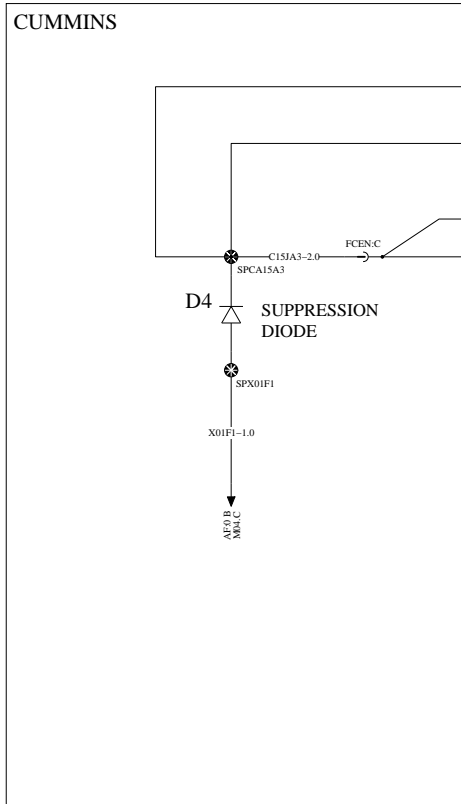 CUMMINS
FCEN:C
C15JA3-2.0
SPCA15A3
D4
SUPPRESSION
DIODE
SPX01F1
X01F1-1.0
AF:0 B
M04.C